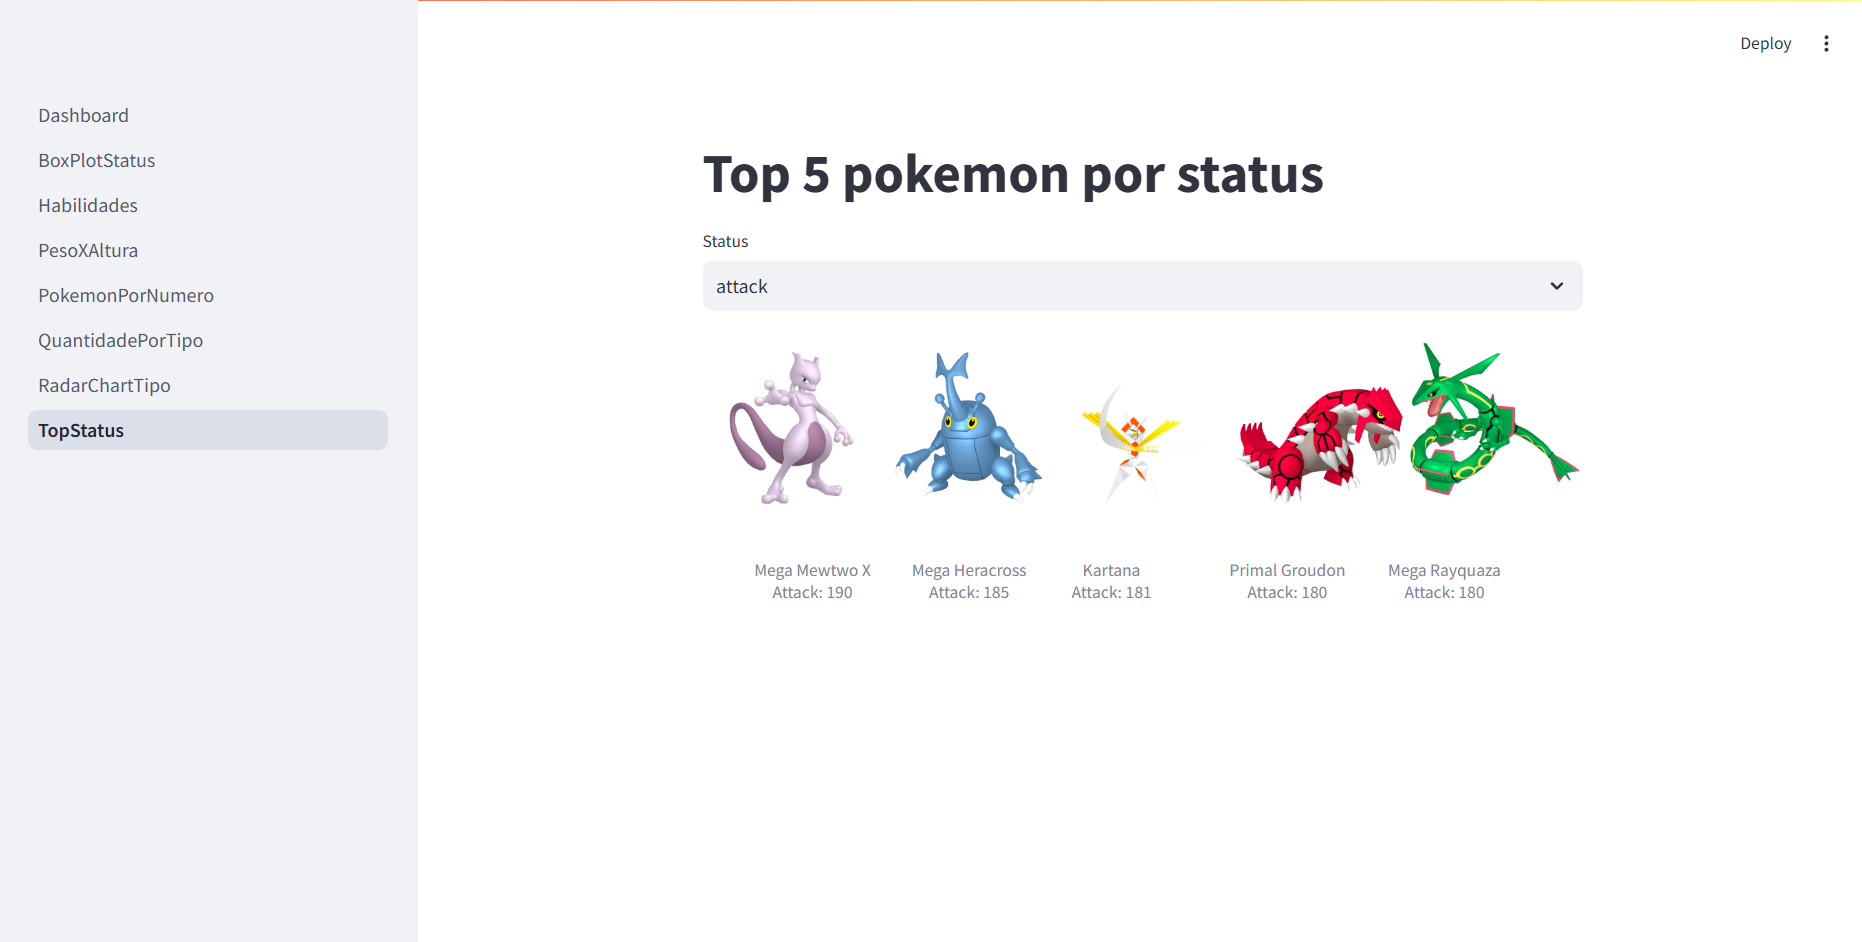 Deploy
Dashboard
BoxPlotStatus
Habilidades
PesoXAltura
PokemonPorNumero
QuantidadePorTipo
RadarChartTipo
TopStatus
Top 5 pokemon por status
Status
attack
Mega Mewtwo X
Attack: 190
Mega Heracross
Attack: 185
Kartana
Attack: 181
Primal Groudon
Attack: 180
Mega Rayquaza
Attack: 180